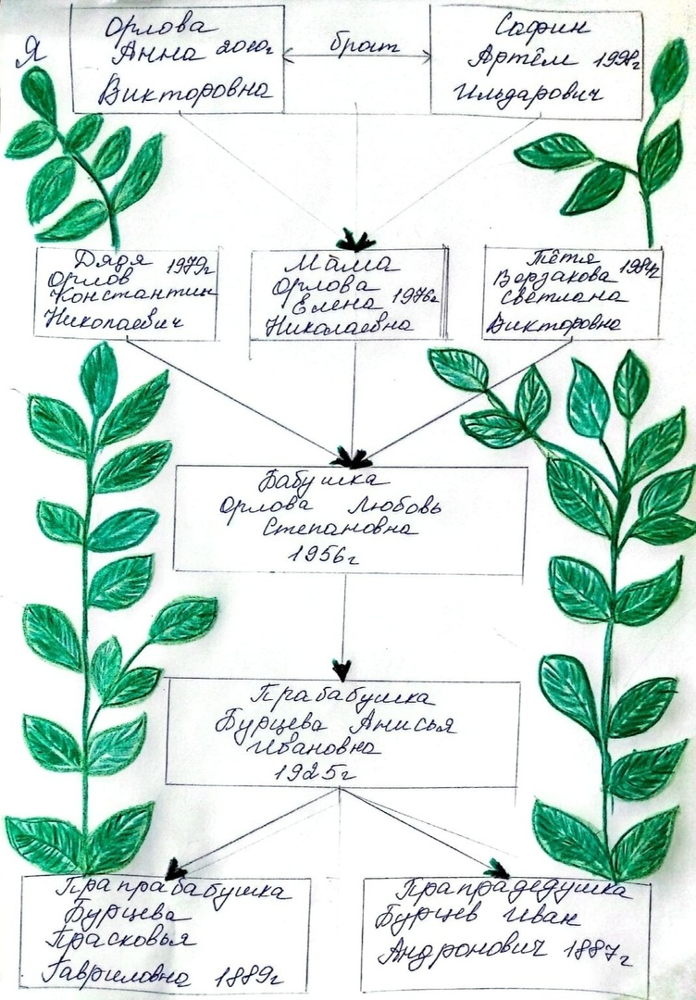 Я
Орлова
Анна 2010г
Викторовна
брат
Сафин
Артём 1998г
Ильдарович
Дядя
Орлов 1979г
Константин
Николаевич
Мама
Орлова
Елена 1976г
Николаевна
Тётя
Верзакова 1984г
Светлана
Викторовна
Бабушка
Орлова Любовь
Степановна
1956г
Прабабушка
Бурцева Анисья
Ивановна
1925г
Прапрабабушка
Бурцева
Прасковья
Гавриловна 1889г
Прапрадедушка
Бурцев Иван
Андронович 1887г